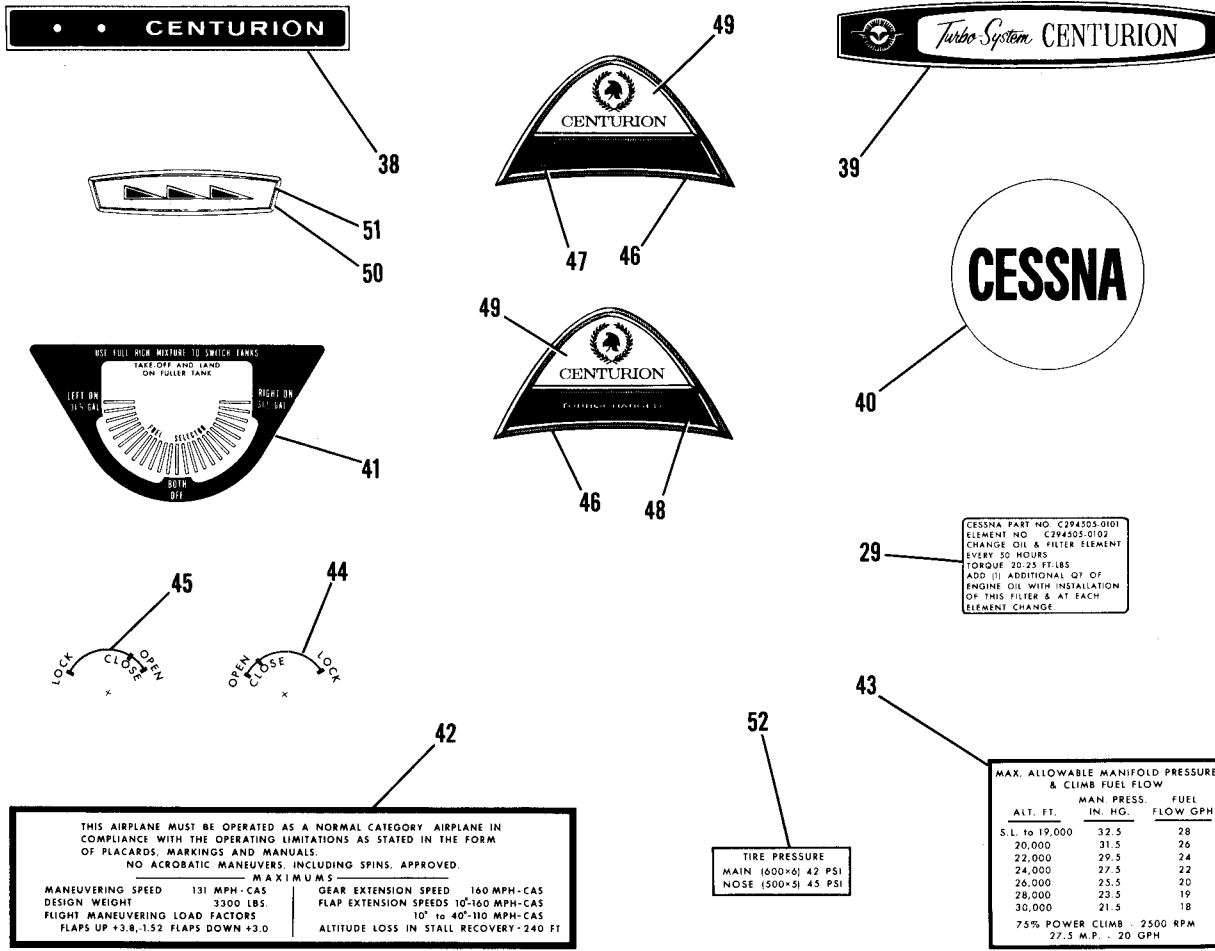 CENTURION
38
49
CENTURION
47
46
Turbo-System CENTURION
39
51
50
CESSNA
40
USE FULL RICH MIXTURE TO SWITCH TANKS
TAKE-OFF AND LAND
ON FULLER TANK
LEFT ON
GAL
RIGHT ON
GAL
FUEL SELECTOR
BOTH
OFF
41
49
CENTURION
TURBOCHARGED
46
48
29
CESSNA PART NO. C294505-0101
ELEMENT NO C294505-0102
CHANGE OIL & FILTER ELEMENT
EVERY 50 HOURS
TORQUE 20-25 FT-LBS
ADD (1) ADDITIONAL QT OF
ENGINE OIL WITH INSTALLATION
OF THIS FILTER & AT EACH
ELEMENT CHANGE.
45
LOCK CLOSE OPEN
44
OPEN CLOSE LOCK
42
THIS AIRPLANE MUST BE OPERATED AS A NORMAL CATEGORY AIRPLANE IN
COMPLIANCE WITH THE OPERATING LIMITATIONS AS STATED IN THE FORM
OF PLACARDS, MARKINGS AND MANUALS.
NO ACROBATIC MANEUVERS, INCLUDING SPINS, APPROVED.
MAXIMUMS
MANEUVERING SPEED 131 MPH-CAS
DESIGN WEIGHT 3300 LBS.
FLIGHT MANEUVERING LOAD FACTORS
FLAPS UP +3.8,-1.52 FLAPS DOWN +3.0
GEAR EXTENSION SPEED 160 MPH-CAS
FLAP EXTENSION SPEEDS 10°-160 MPH-CAS
10° to 40°-110 MPH-CAS
ALTITUDE LOSS IN STALL RECOVERY-240 FT
52
TIRE PRESSURE
MAIN (600×6) 42 PSI
NOSE (500×5) 45 PSI
43
MAX. ALLOWABLE MANIFOLD PRESSURE
& CLIMB FUEL FLOW
MAN. PRESS. FUEL
ALT. FT. IN. HG. FLOW GPH
S.L. to 19,000 32.5 28
20,000 31.5 26
22,000 29.5 24
24,000 27.5 22
26,000 25.5 20
28,000 23.5 19
30,000 21.5 18
75% POWER CLIMB - 2500 RPM
27.5 M.P. - 20 GPH